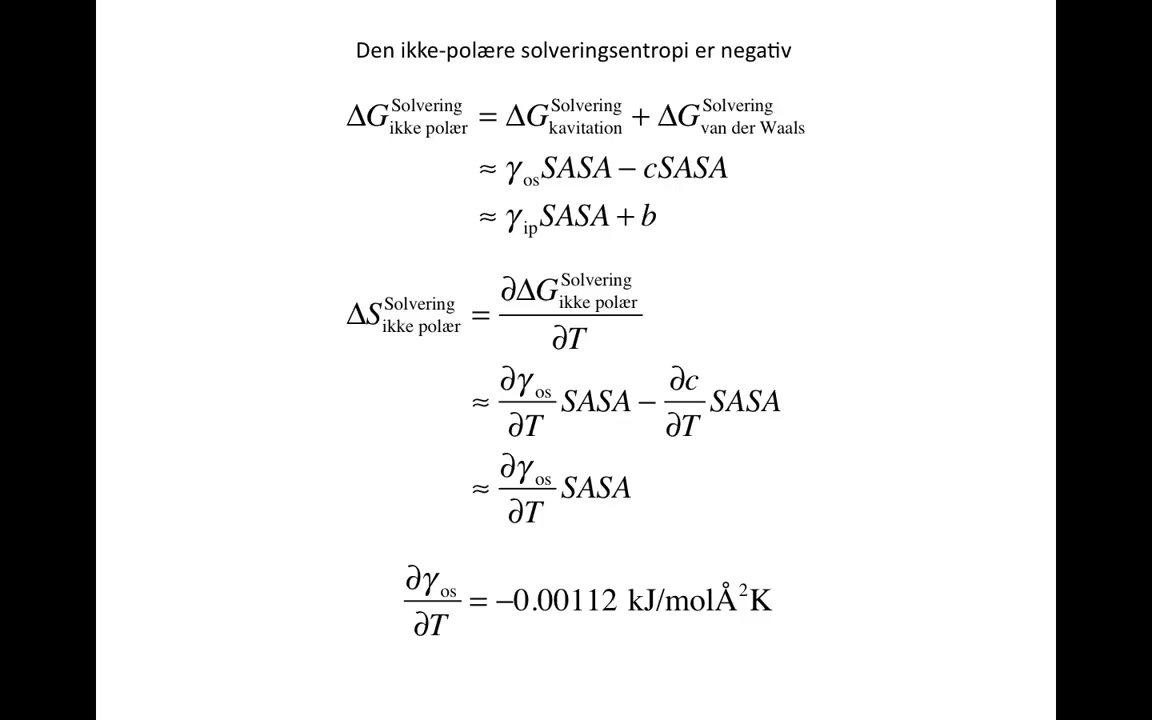 Den ikke-polære solveringsentropi er negativ
ΔG^Solvering_ikke polær = ΔG^Solvering_kavitation + ΔG^Solvering_van der Waals
≈ γ_os SASA − cSASA
≈ γ_ip SASA + b
ΔS^Solvering_ikke polær = ∂ΔG^Solvering_ikke polær / ∂T
≈ ∂γ_os/∂T SASA − ∂c/∂T SASA
≈ ∂γ_os/∂T SASA
∂γ_os/∂T = −0.00112 kJ/molÅ²K